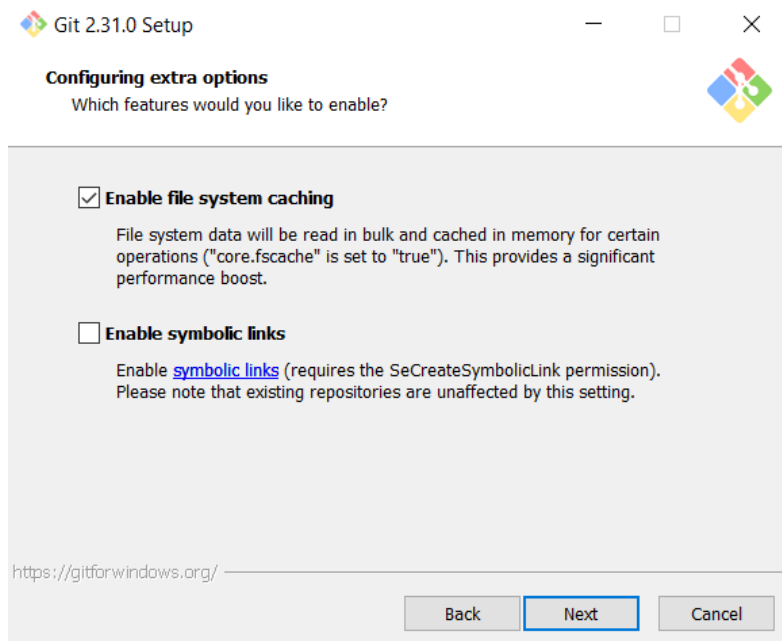 Git 2.31.0 Setup
Configuring extra options
Which features would you like to enable?
Enable file system caching
File system data will be read in bulk and cached in memory for certain
operations ("core.fscache" is set to "true"). This provides a significant
performance boost.
Enable symbolic links
Enable symbolic links (requires the SeCreateSymbolicLink permission).
Please note that existing repositories are unaffected by this setting.
https://gitforwindows.org/
Back Next Cancel